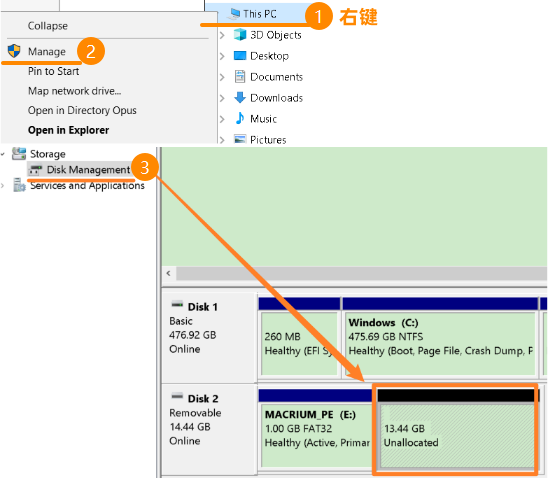 This PC
1 右键
Collapse
Manage 2
Pin to Start
Map network drive...
Open in Directory Opus
Open in Explorer
3D Objects
Desktop
Documents
Downloads
Music
Pictures
Storage
Disk Management 3
Services and Applications
Disk 1
Basic
476.92 GB
Online
260 MB
Healthy (EFI Sy
Windows (C:)
475.69 GB NTFS
Healthy (Boot, Page File, Crash Dump, P
Disk 2
Removable
14.44 GB
Online
MACRIUM_PE (E:)
1.00 GB FAT32
Healthy (Active, Primar
13.44 GB
Unallocated